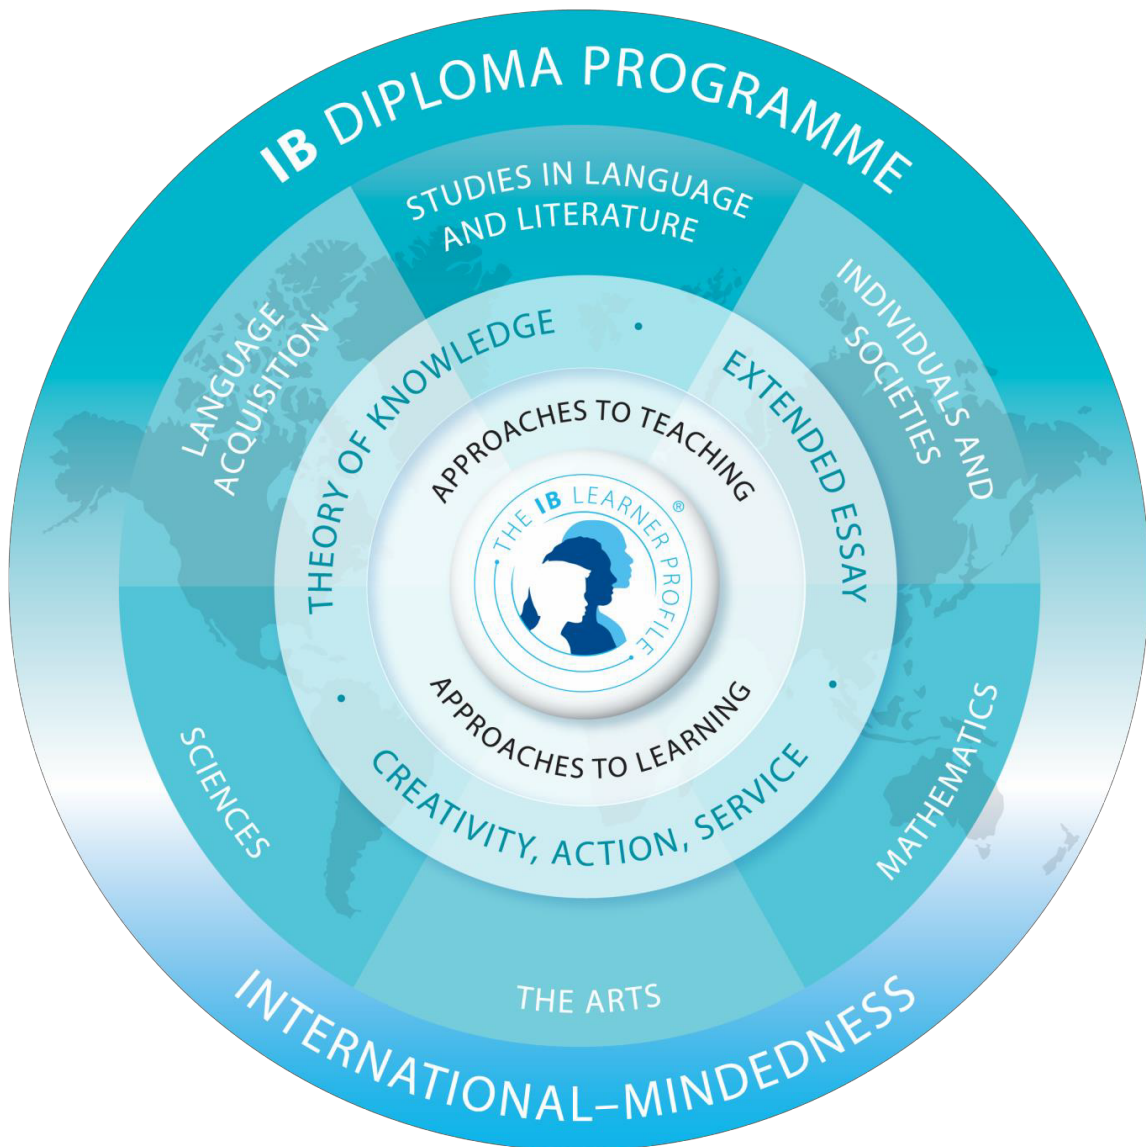 IB DIPLOMA PROGRAMME
STUDIES IN LANGUAGE
AND LITERATURE
LANGUAGE
ACQUISITION
INDIVIDUALS AND
SOCIETIES
THEORY OF KNOWLEDGE •
EXTENDED ESSAY •
APPROACHES TO TEACHING
THE IB LEARNER PROFILE ®
APPROACHES TO LEARNING
CREATIVITY, ACTION, SERVICE •
SCIENCES
MATHEMATICS
THE ARTS
INTERNATIONAL–MINDEDNESS